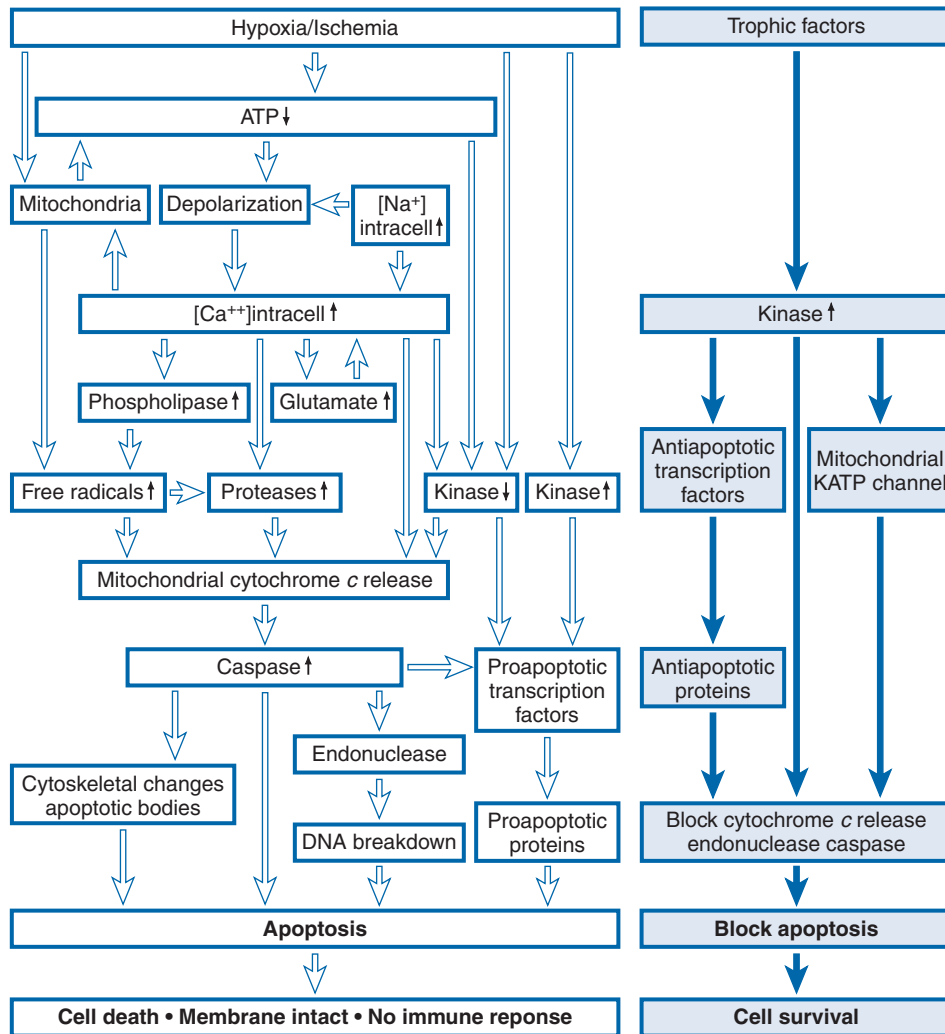 Hypoxia/Ischemia
Trophic factors
ATP↓
Mitochondria
Depolarization
[Na⁺]
intracell↑
[Ca⁺⁺]intracell↑
Kinase↑
Phospholipase↑
Glutamate↑
Antiapoptotic
transcription
factors
Mitochondrial
KATP channel
Free radicals↑
Proteases↑
Kinase↓
Kinase↑
Mitochondrial cytochrome c release
Caspase↑
Proapoptotic
transcription
factors
Antiapoptotic
proteins
Endonuclease
Cytoskeletal changes
apoptotic bodies
DNA breakdown
Proapoptotic
proteins
Block cytochrome c release
endonuclease caspase
Apoptosis
Block apoptosis
Cell death • Membrane intact • No immune reponse
Cell survival